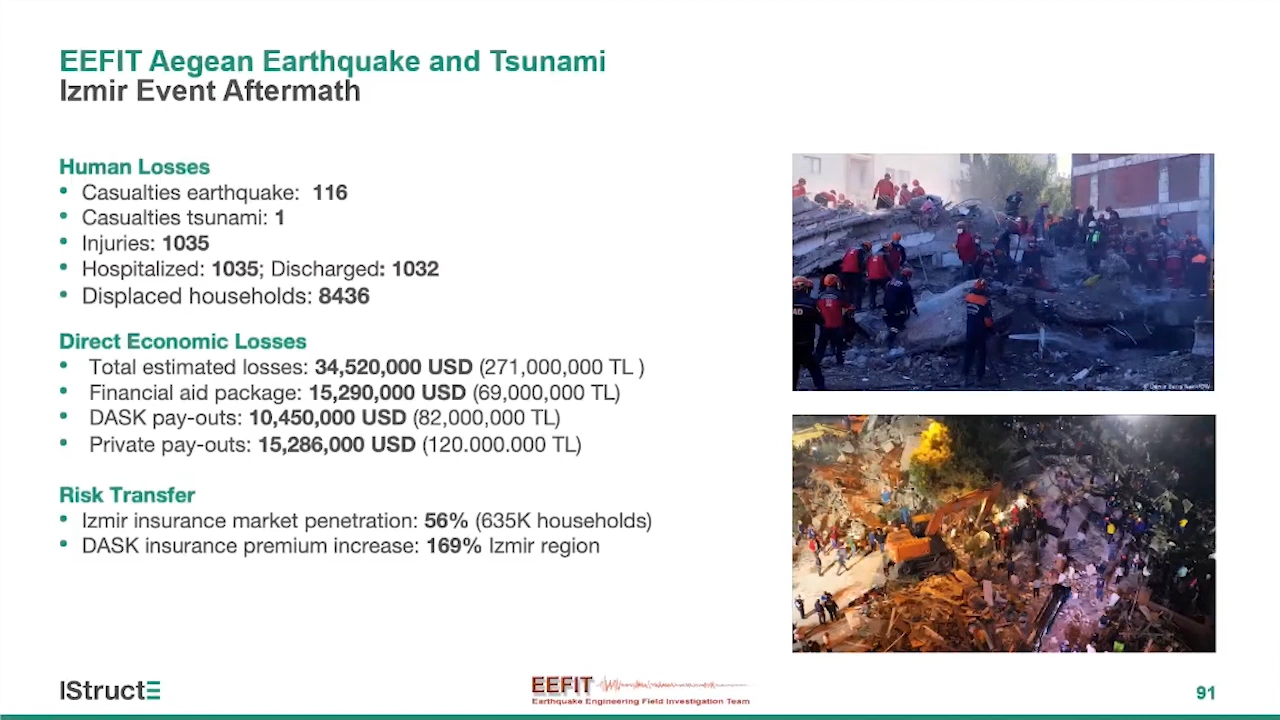 EEFIT Aegean Earthquake and Tsunami
Izmir Event Aftermath
Human Losses
• Casualties earthquake: 116
• Casualties tsunami: 1
• Injuries: 1035
• Hospitalized: 1035; Discharged: 1032
• Displaced households: 8436
Direct Economic Losses
• Total estimated losses: 34,520,000 USD (271,000,000 TL )
• Financial aid package: 15,290,000 USD (69,000,000 TL)
• DASK pay-outs: 10,450,000 USD (82,000,000 TL)
• Private pay-outs: 15,286,000 USD (120.000.000 TL)
Risk Transfer
• Izmir insurance market penetration: 56% (635K households)
• DASK insurance premium increase: 169% Izmir region
IStructE
EEFIT
Earthquake Engineering Field Investigation Team
91